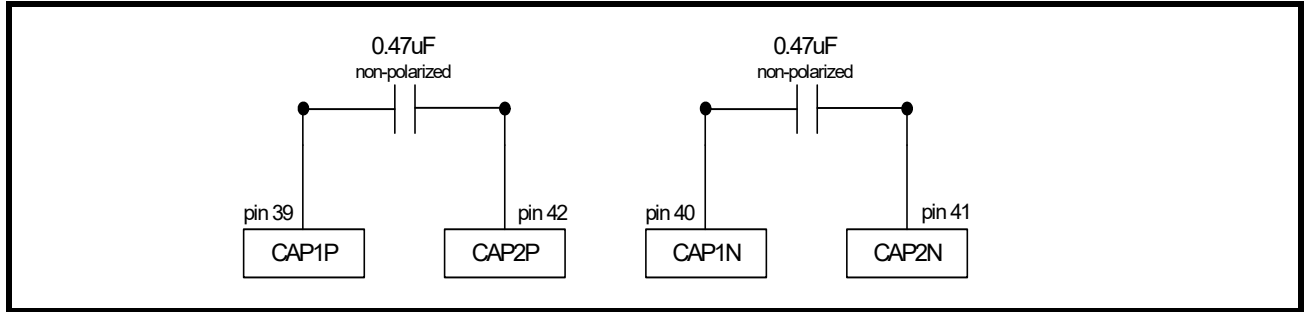 0.47uF
non-polarized
0.47uF
non-polarized
pin 39
pin 42
pin 40
pin 41
CAP1P
CAP2P
CAP1N
CAP2N